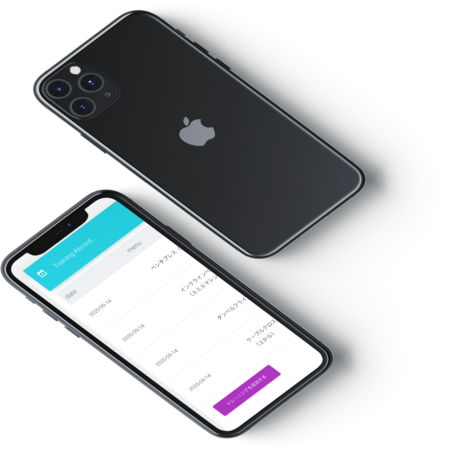 Training Record
date
menu
2020-09-14
ベンチプレス
2020-09-14
インクラインベ
(スミスマシン
2020-09-14
ダンベルフライ
2020-09-14
ケーブルクロス
(上から)
トレーニングを追加する